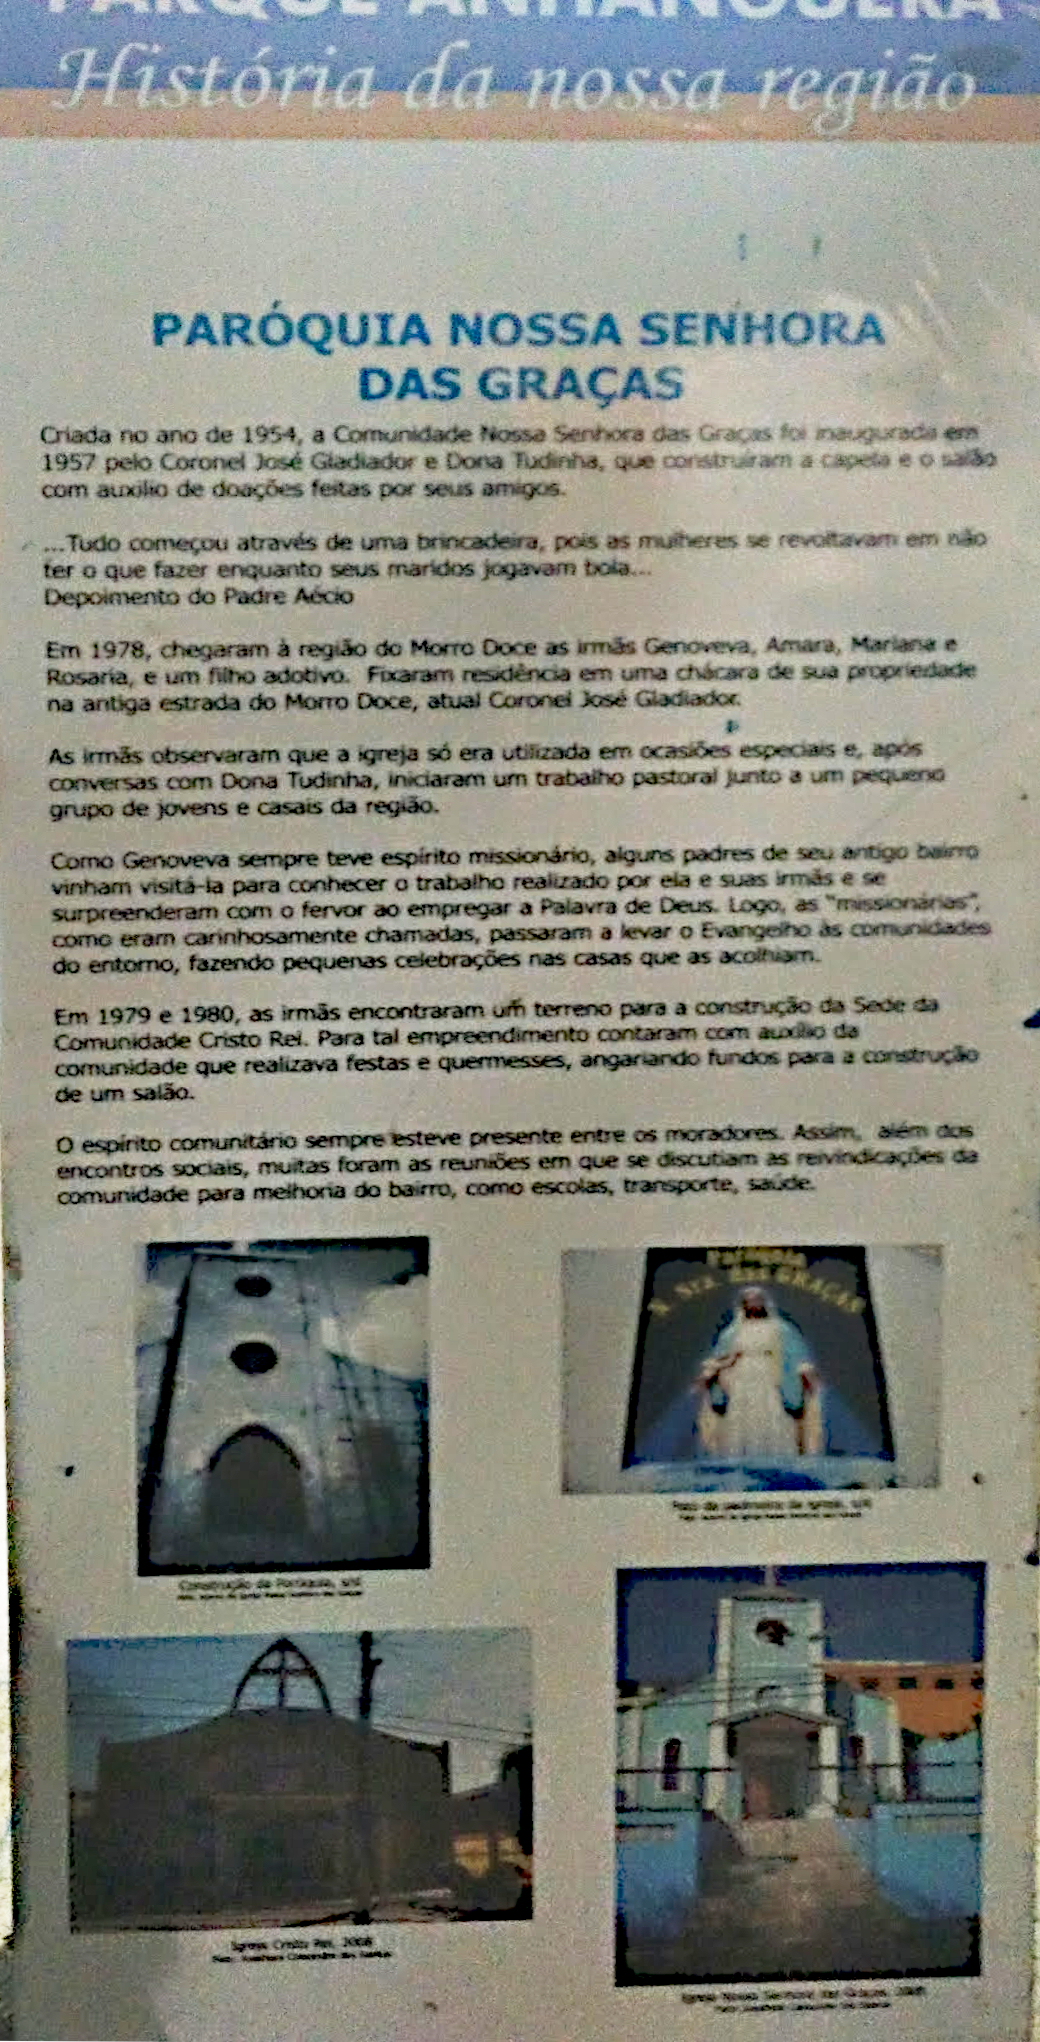 PARQUE ANHANGUERA
História da nossa região
PARÓQUIA NOSSA SENHORA
DAS GRAÇAS
Criada no ano de 1954, a Comunidade Nossa Senhora das Graças foi inaugurada em
1957 pelo Coronel José Gladiador e Dona Tudinha, que construíram a capela e o salão
com auxílio de doações feitas por seus amigos.
...Tudo começou através de uma brincadeira, pois as mulheres se revoltavam em não
ter o que fazer enquanto seus maridos jogavam bola...
Depoimento do Padre Aécio
Em 1978, chegaram à região do Morro Doce as irmãs Genoveva, Amara, Mariana e
Rosaria, e um filho adotivo. Fixaram residência em uma chácara de sua propriedade
na antiga estrada do Morro Doce, atual Coronel José Gladiador.
As irmãs observaram que a igreja só era utilizada em ocasiões especiais e, após
conversas com Dona Tudinha, iniciaram um trabalho pastoral junto a um pequeno
grupo de jovens e casais da região.
Como Genoveva sempre teve espírito missionário, alguns padres de seu antigo bairro
vinham visitá-la para conhecer o trabalho realizado por ela e suas irmãs e se
surpreenderam com o fervor ao empregar a Palavra de Deus. Logo, as "missionárias",
como eram carinhosamente chamadas, passaram a levar o Evangelho às comunidades
do entorno, fazendo pequenas celebrações nas casas que as acolhiam.
Em 1979 e 1980, as irmãs encontraram um terreno para a construção da Sede da
Comunidade Cristo Rei. Para tal empreendimento contaram com auxílio da
comunidade que realizava festas e quermesses, angariando fundos para a construção
de um salão.
O espírito comunitário sempre esteve presente entre os moradores. Assim, além dos
encontros sociais, muitas foram as reuniões em que se discutiam as reivindicações da
comunidade para melhoria do bairro, como escolas, transporte, saúde.
PARÓQUIA
N. SRA. DAS GRAÇAS
Construção da Paróquia, s/d
Igreja Cristo Rei, 2008
Igreja Nossa Senhora das Graças,